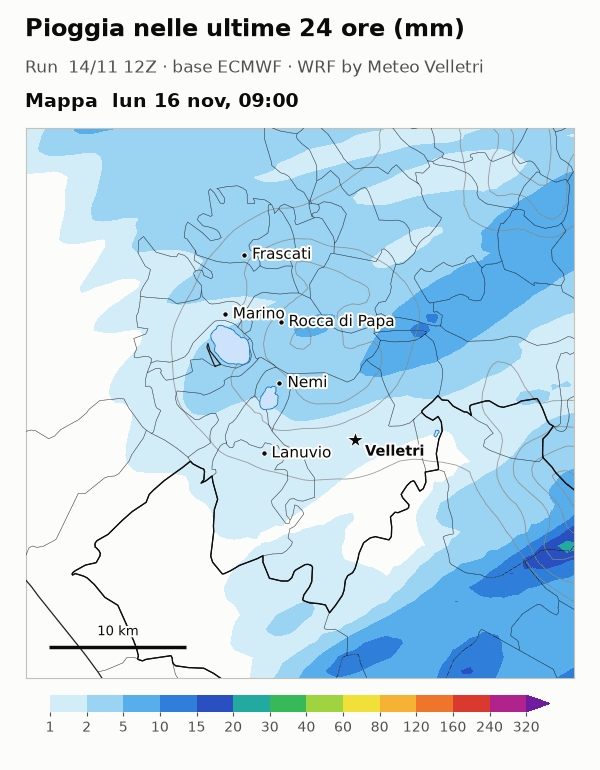 Pioggia nelle ultime 24 ore (mm)
Run  14/11 12Z · base ECMWF · WRF by Meteo Velletri
Mappa  lun 16 nov, 09:00
Frascati
Marino
Rocca di Papa
Nemi
Velletri
Lanuvio
10 km
1 2 5 10 15 20 30 40 60 80 120 160 240 320